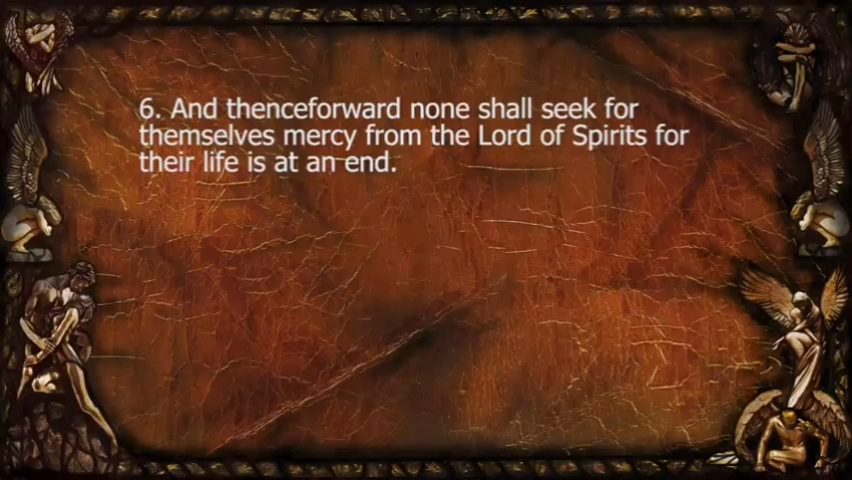 6. And thenceforward none shall seek for
themselves mercy from the Lord of Spirits for
their life is at an end.